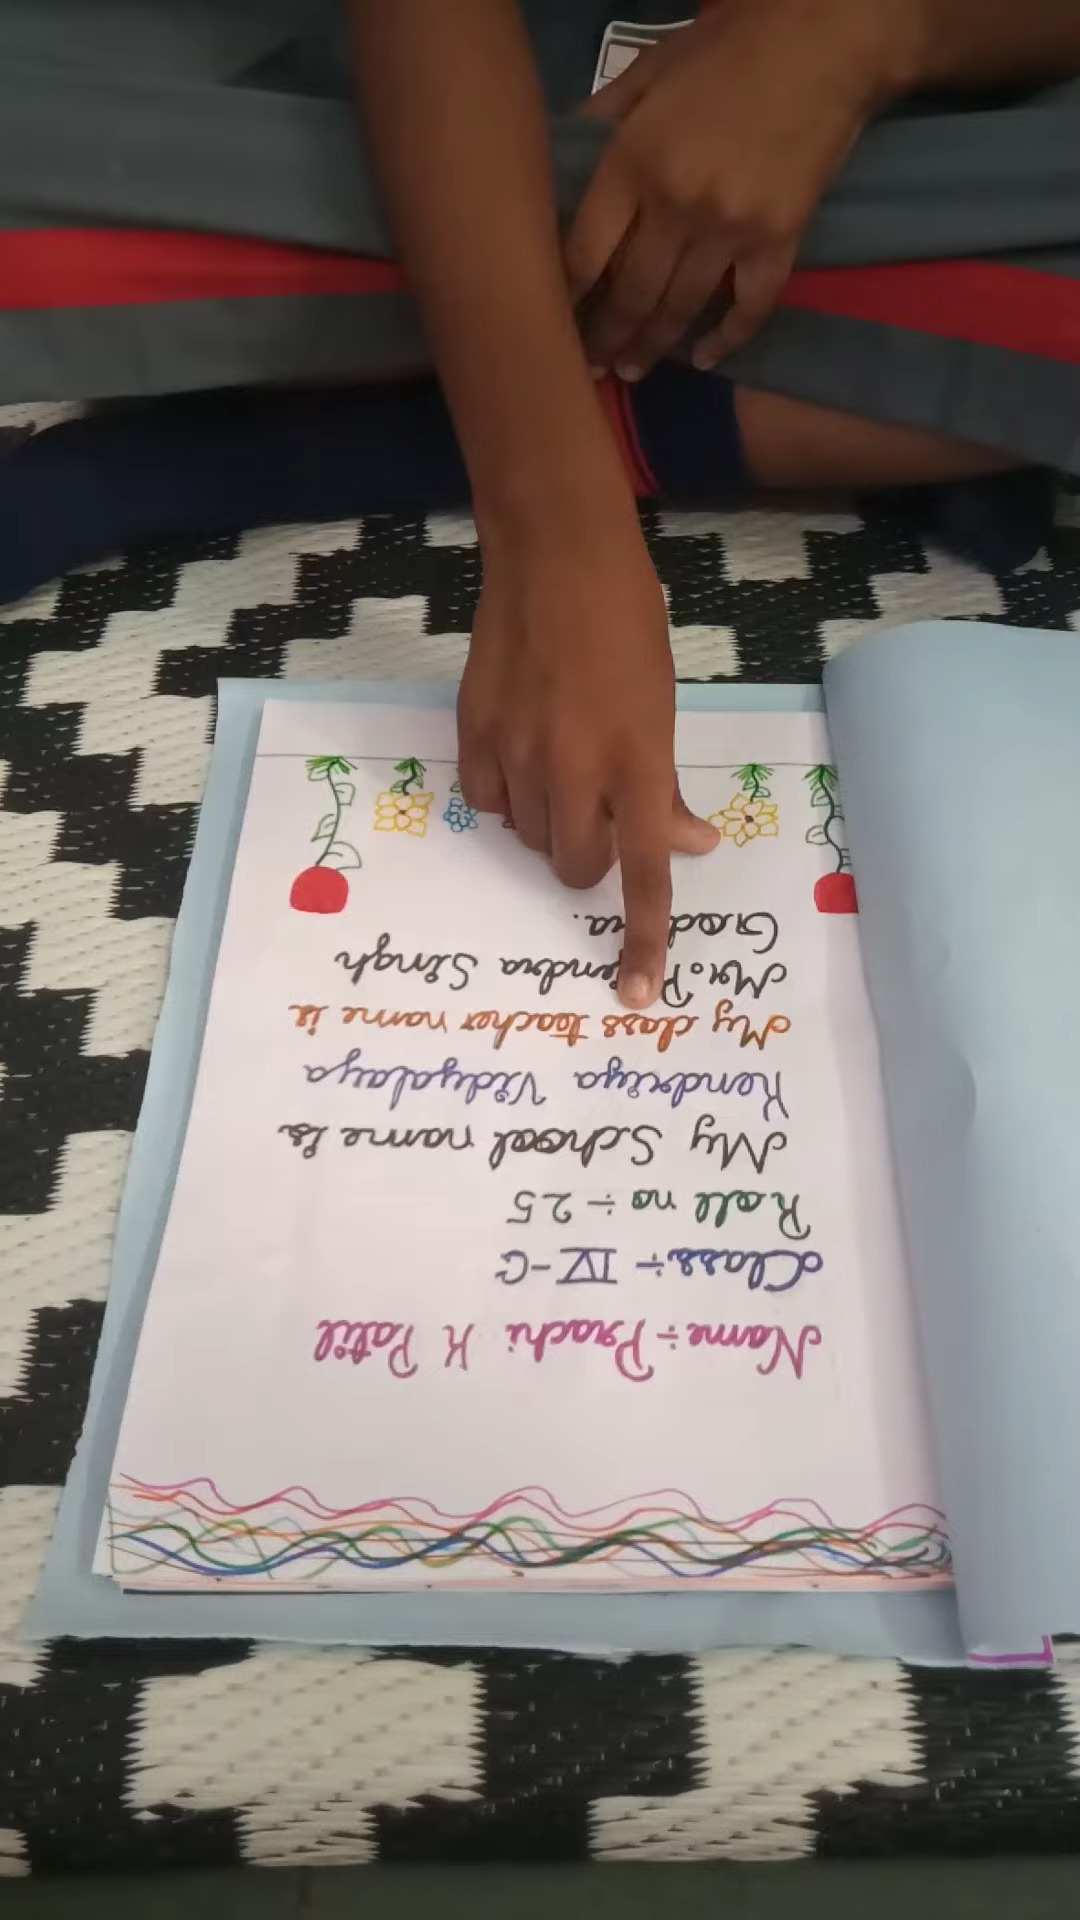 Name ÷ Prachi K Patil
Class ÷ IV-C
Roll no ÷ 25
My School name is
Kendriya Vidyalaya
My class teacher name is
Mr. Singh